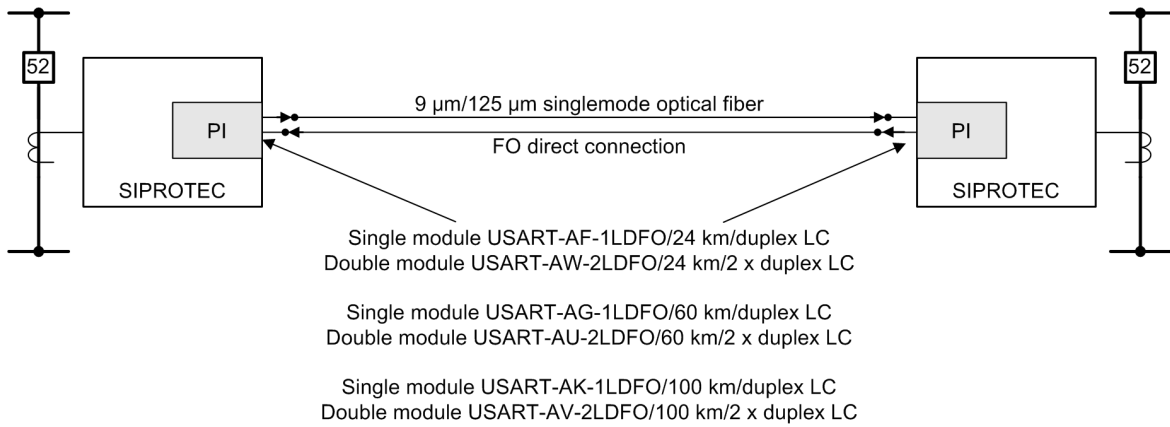 52
52
9 µm/125 µm singlemode optical fiber
PI
PI
FO direct connection
SIPROTEC
SIPROTEC
Single module USART-AF-1LDFO/24 km/duplex LC
Double module USART-AW-2LDFO/24 km/2 x duplex LC
Single module USART-AG-1LDFO/60 km/duplex LC
Double module USART-AU-2LDFO/60 km/2 x duplex LC
Single module USART-AK-1LDFO/100 km/duplex LC
Double module USART-AV-2LDFO/100 km/2 x duplex LC